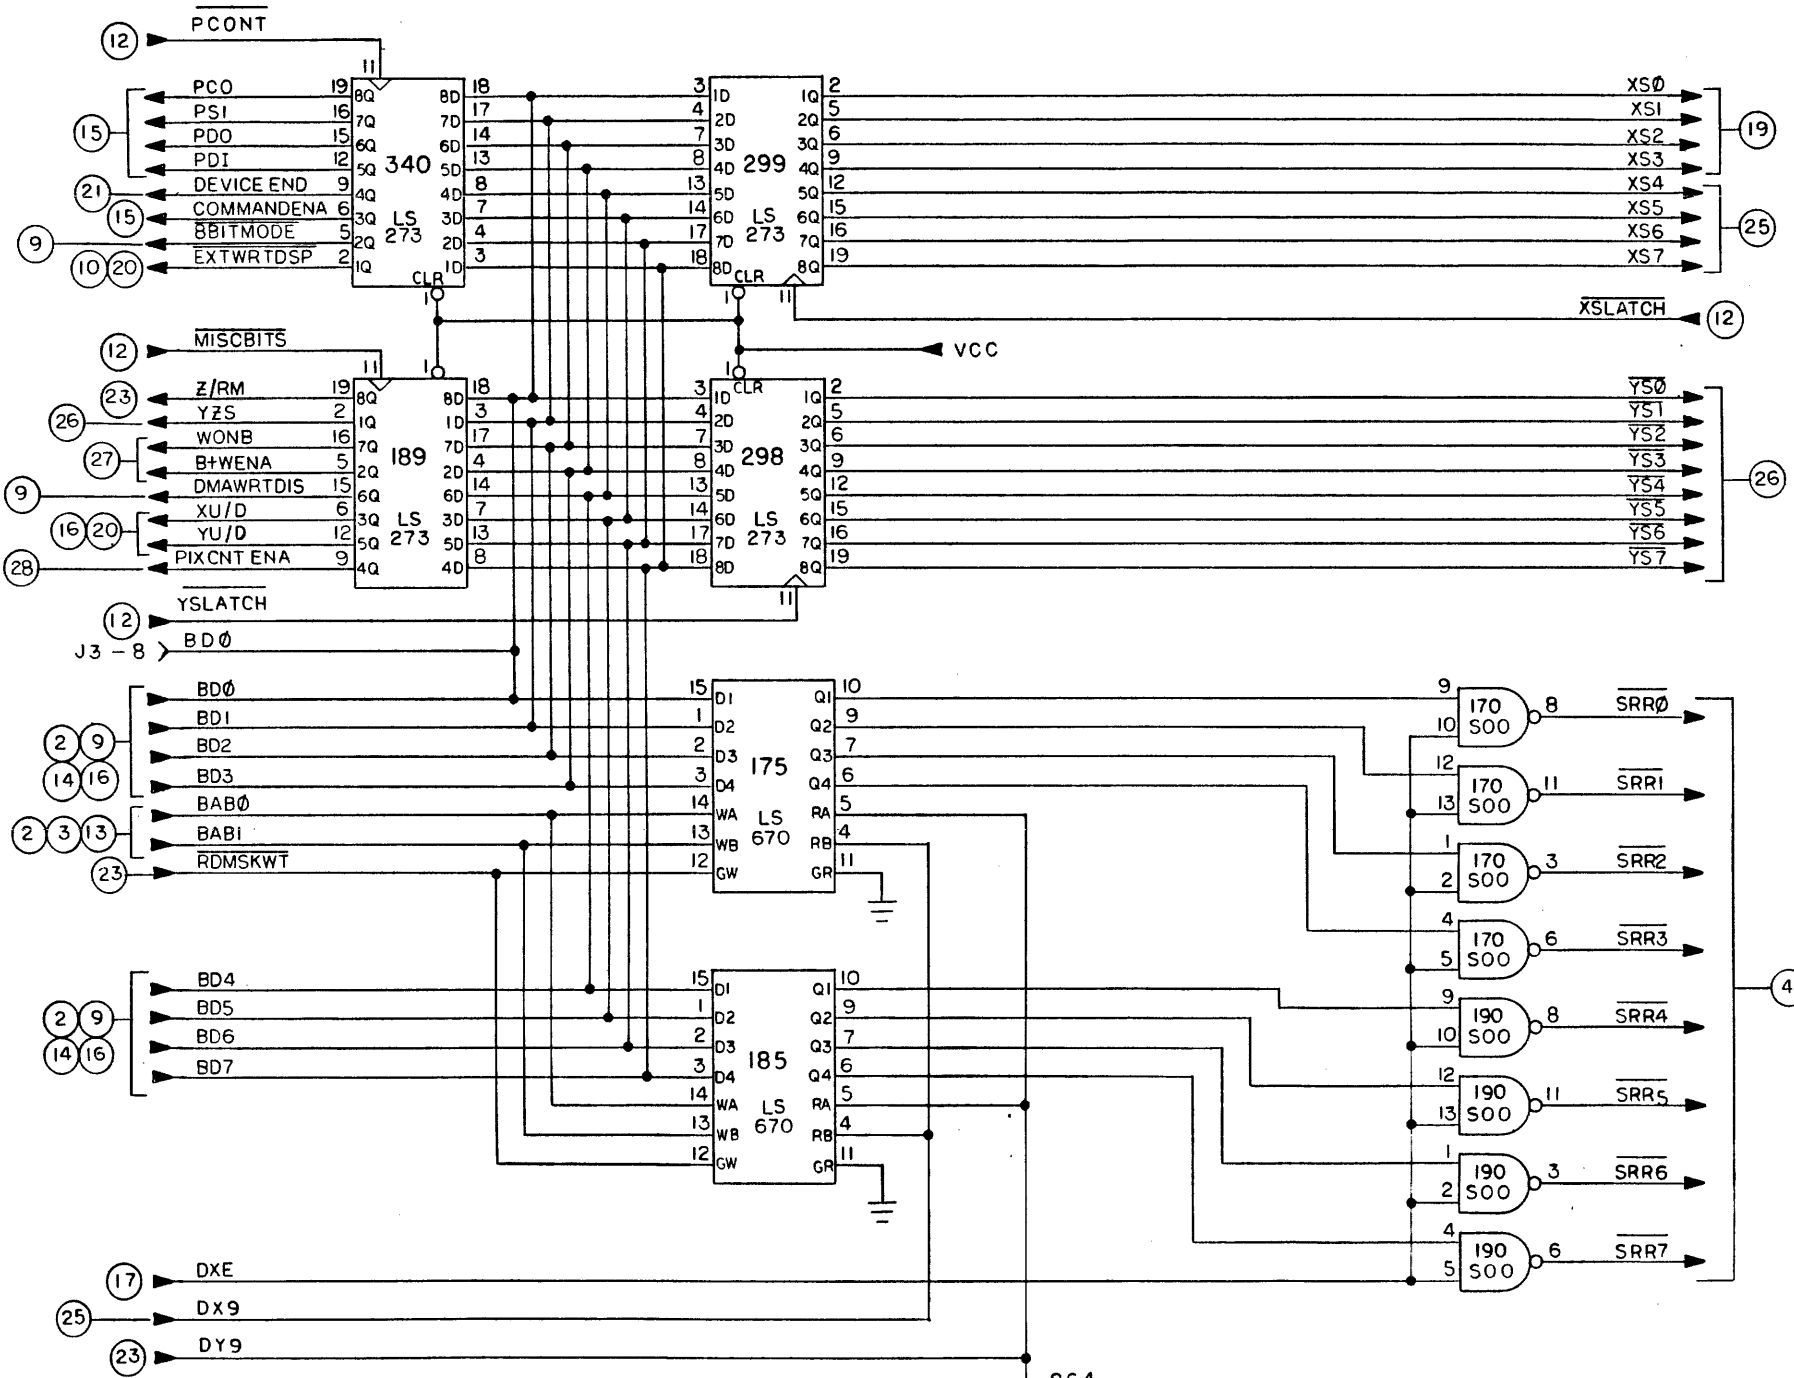 PCONT
12
11
PC0 19 8Q 8D 18 3 1D 1Q 2 XSØ
PS1 16 7Q 7D 17 4 2D 2Q 5 XS1
PD0 15 6Q 6D 14 7 3D 3Q 6 XS2
15 19
PD1 12 5Q 340 5D 13 8 4D 299 4Q 9 XS3
21 DEVICE END 9 4Q 4D 8 13 5D 5Q 12 XS4
15 COMMANDENA 6 3Q LS 3D 7 14 6D LS 6Q 15 XS5
9 8BITMODE 5 2Q 273 2D 4 17 7D 273 7Q 16 XS6
25
10 20 EXTWRTDSP 2 1Q 1D 3 18 8D 8Q 19 XS7
CLR 1 CLR 1 11
XSLATCH 12
12 MISCBITS
VCC
11 1 1 CLR
23 Z/RM 19 8Q 8D 18 3 1D 1Q 2 YSØ
26 YZS 2 1Q 1D 3 4 2D 2Q 5 YS1
WONB 16 7Q 7D 17 7 3D 3Q 6 YS2
27 B+WENA 5 2Q 189 2D 4 8 4D 298 4Q 9 YS3
9 DMAWRTDIS 15 6Q 6D 14 13 5D 5Q 12 YS4
26
XU/D 6 3Q LS 3D 7 14 6D LS 6Q 15 YS5
16 20 YU/D 12 5Q 273 5D 13 17 7D 273 7Q 16 YS6
28 PIXCNT ENA 9 4Q 4D 8 18 8D 8Q 19 YS7
11
YSLATCH
12
J3-8 BDØ
BDØ 15 D1 Q1 10 9 170 S00 8 SRRØ
10
BD1 1 D2 Q2 9
2 9
BD2 2 D3 Q3 7 12 170 S00 11 SRR1
14 16
BD3 3 D4 175 Q4 6 13
BABØ 14 WA LS RA 5
2 3 13
BAB1 13 WB 670 RB 4 1 170 S00 3 SRR2
23 RDMSKWT 12 GW GR 11 2
4 170 S00 6 SRR3
5
BD4 15 D1 Q1 10 4
2 9
BD5 1 D2 Q2 9 9 190 S00 8 SRR4
10
BD6 2 D3 Q3 7
14 16
BD7 3 D4 185 Q4 6 12 190 S00 11 SRR5
14 WA LS RA 5 13
13 WB 670 RB 4
12 GW GR 11 1 190 S00 3 SRR6
2
4 190 S00 6 SRR7
5
17 DXE
25 DX9
23 DY9